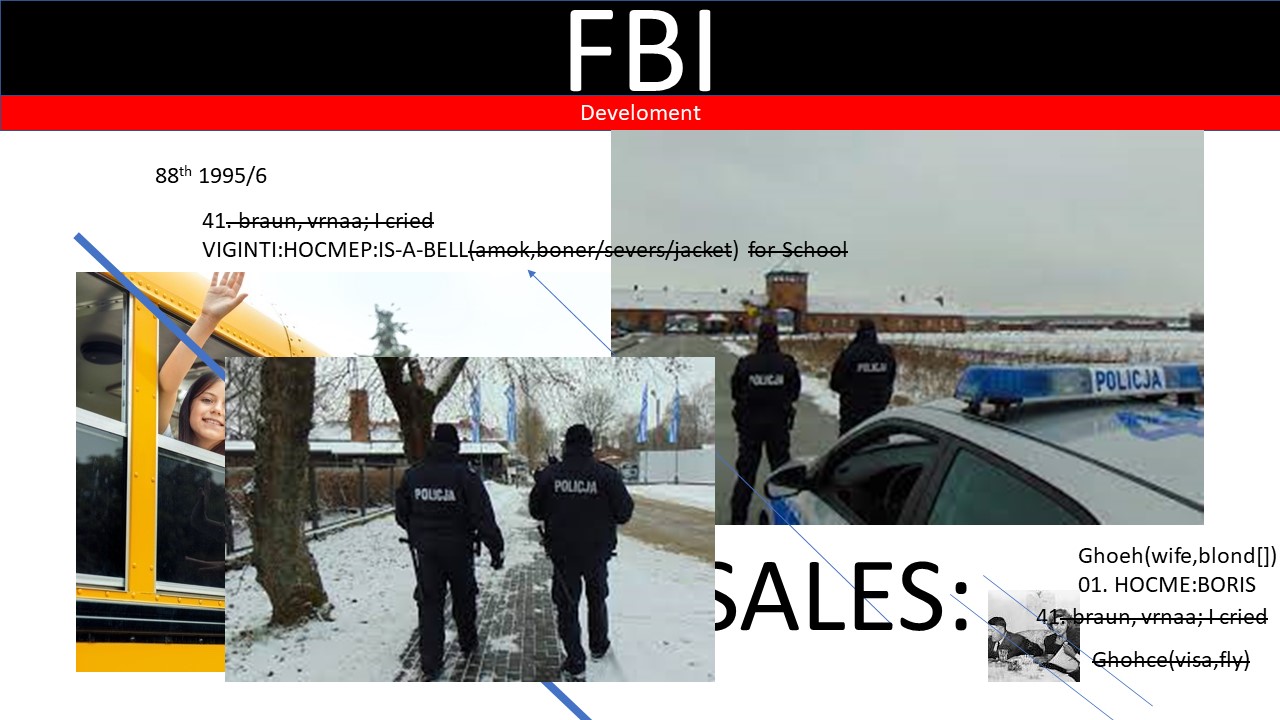 FBI
Develoment
88th 1995/6
41. braun, vrnaa; I cried
VIGINTI:HOCMEP:IS-A-BELL(amok,boner/severs/jacket) for School
POLICJA
POLICJA
POLICJA
POLICJA
POLICJA
SALES:
Ghoeh(wife,blond[])
01. HOCME:BORIS
41. braun, vrnaa; I cried
Ghohce(visa,fly)